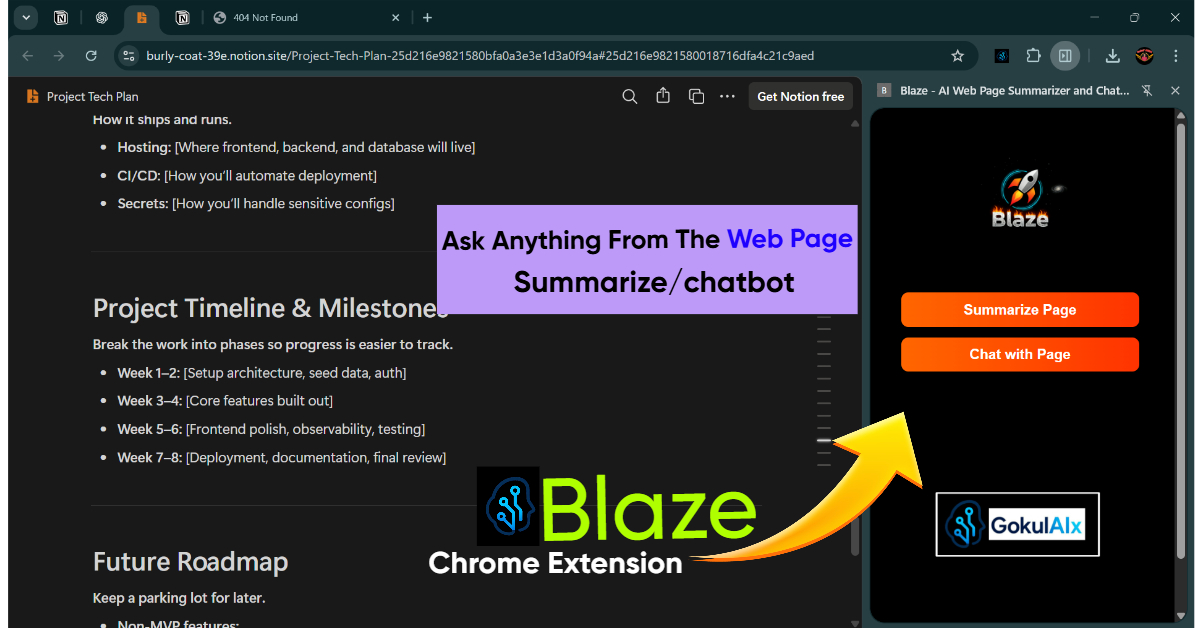 404 Not Found
burly-coat-39e.notion.site/Project-Tech-Plan-25d216e9821580bfa0a3e3e1d3a0f94a#25d216e9821580018716dfa4c21c9aed
Project Tech Plan
Get Notion free
B
Blaze - AI Web Page Summarizer and Chat...
How it ships and runs.
Hosting: [Where frontend, backend, and database will live]
CI/CD: [How you'll automate deployment]
Secrets: [How you'll handle sensitive configs]
Ask Anything From The Web Page
Summarize/chatbot
Project Timeline & Milestones
Break the work into phases so progress is easier to track.
Week 1–2: [Setup architecture, seed data, auth]
Week 3–4: [Core features built out]
Week 5–6: [Frontend polish, observability, testing]
Week 7–8: [Deployment, documentation, final review]
Blaze
Chrome Extension
Future Roadmap
Keep a parking lot for later.
Non-MVP features:
Blaze
Summarize Page
Chat with Page
GokulAIx